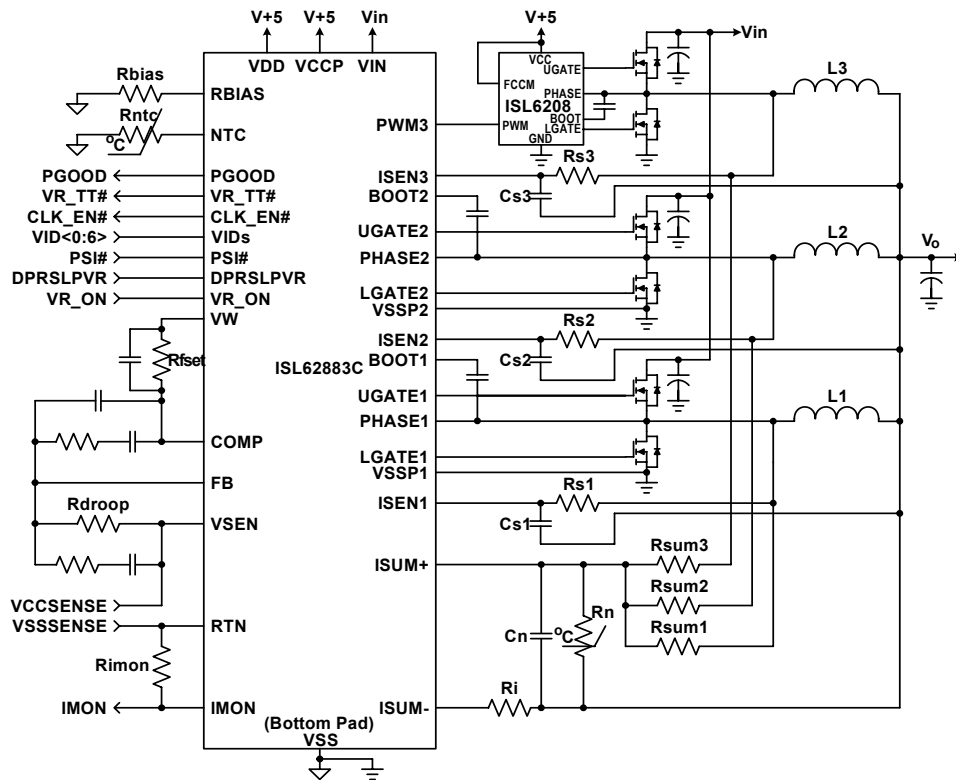 V+5 V+5 Vin V+5
Vin
VDD VCCP VIN
VCC
UGATE
FCCM
PHASE
ISL6208
BOOT
PWM LGATE
GND
L3
Rbias
RBIAS
Rntc
°C
NTC
PWM3
Rs3
PGOOD PGOOD ISEN3
Cs3
VR_TT# VR_TT# BOOT2
CLK_EN# CLK_EN#
VID<0:6> VIDs UGATE2
L2
Vo
PSI# PSI# PHASE2
DPRSLPVR DPRSLPVR
LGATE2
VR_ON VR_ON VSSP2
VW
Rs2
ISEN2
Cs2
Rfset
ISL62883C
BOOT1
UGATE1
L1
PHASE1
COMP
LGATE1
VSSP1
FB
Rs1
ISEN1
Cs1
Rdroop
VSEN
ISUM+
Rsum3
Rsum2
Rsum1
VCCSENSE
VSSSENSE RTN
Cn
°C
Rn
Rimon
Ri
IMON IMON ISUM-
(Bottom Pad)
VSS